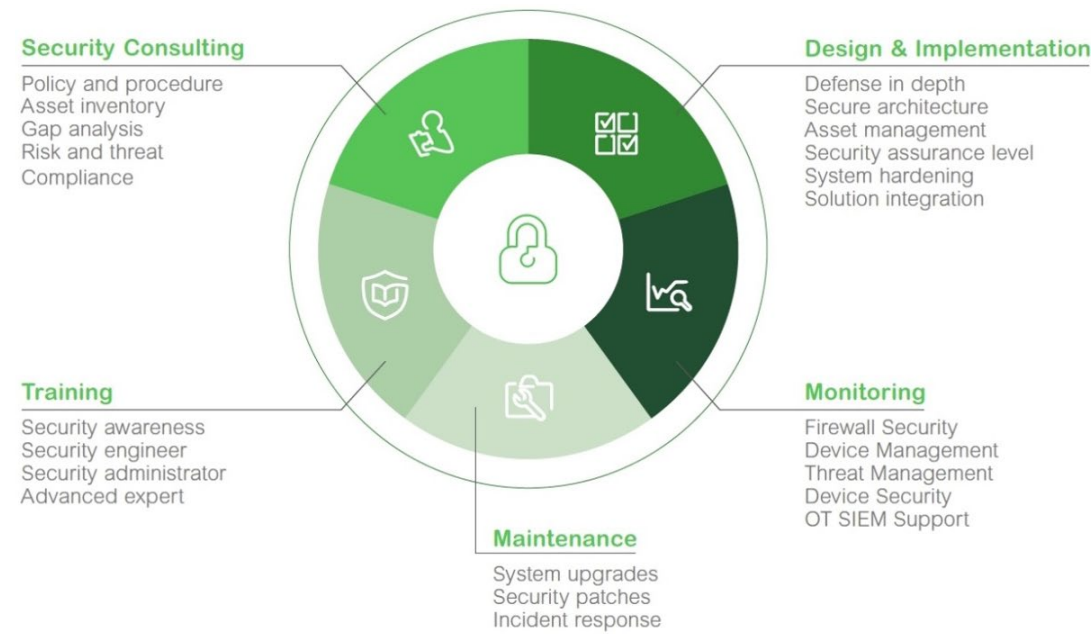 Security Consulting
Policy and procedure
Asset inventory
Gap analysis
Risk and threat
Compliance
Design & Implementation
Defense in depth
Secure architecture
Asset management
Security assurance level
System hardening
Solution integration
Training
Security awareness
Security engineer
Security administrator
Advanced expert
Monitoring
Firewall Security
Device Management
Threat Management
Device Security
OT SIEM Support
Maintenance
System upgrades
Security patches
Incident response